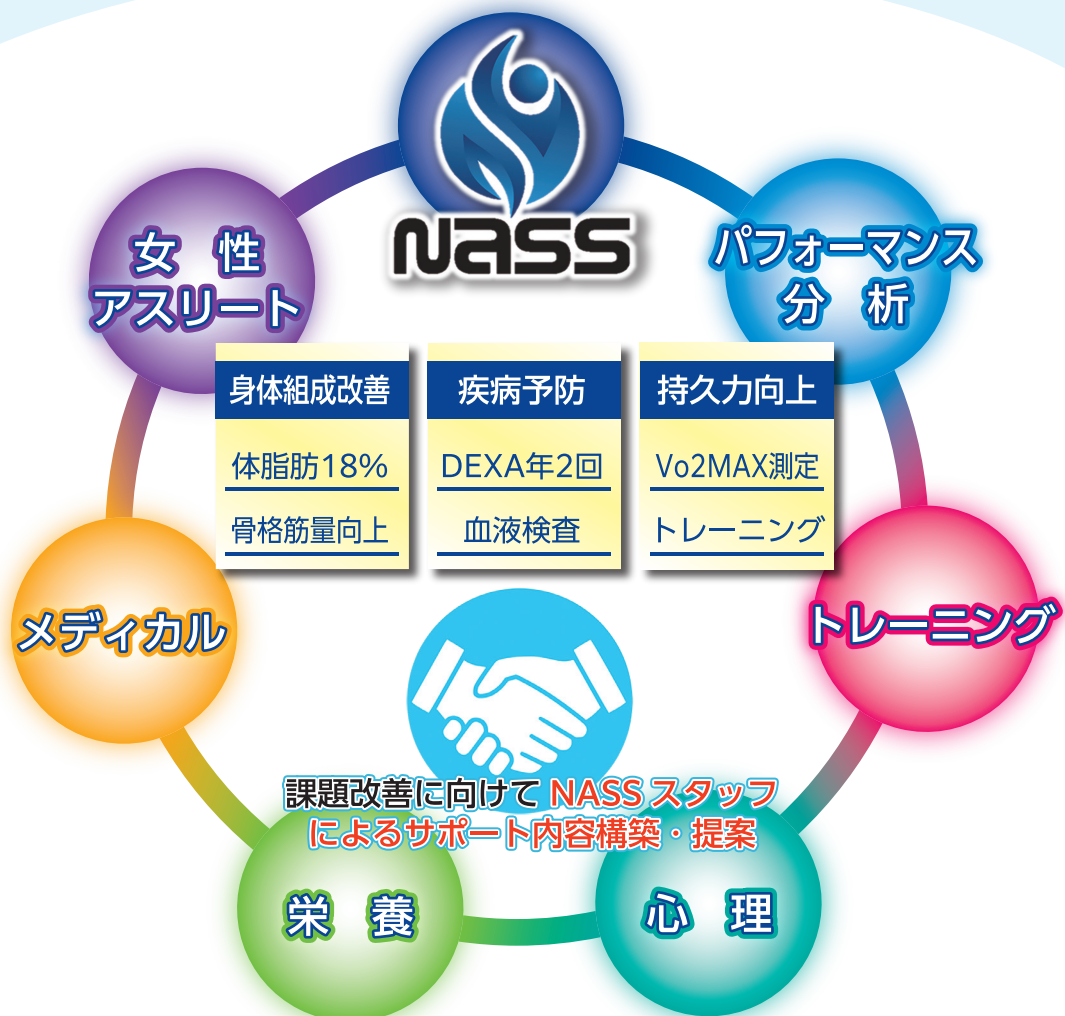 NASS
女 性
アスリート
パフォーマンス
分 析
身体組成改善
体脂肪18%
骨格筋量向上
疾病予防
DEXA年2回
血液検査
持久力向上
Vo2MAX測定
トレーニング
メディカル
トレーニング
課題改善に向けて NASS スタッフ
によるサポート内容構築・提案
栄 養
心 理